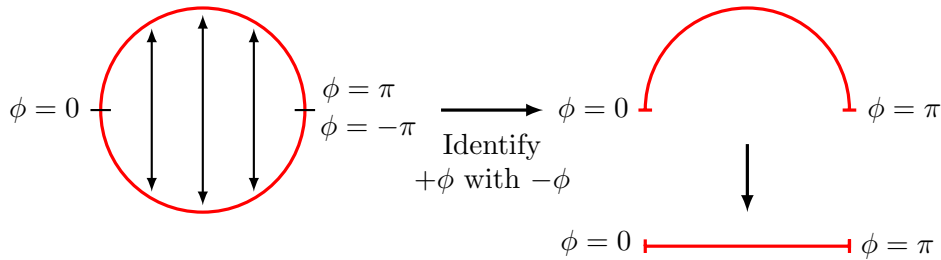 ϕ = 0
ϕ = π
ϕ = −π
Identify
+ϕ with −ϕ
ϕ = 0
ϕ = π
ϕ = 0
ϕ = π